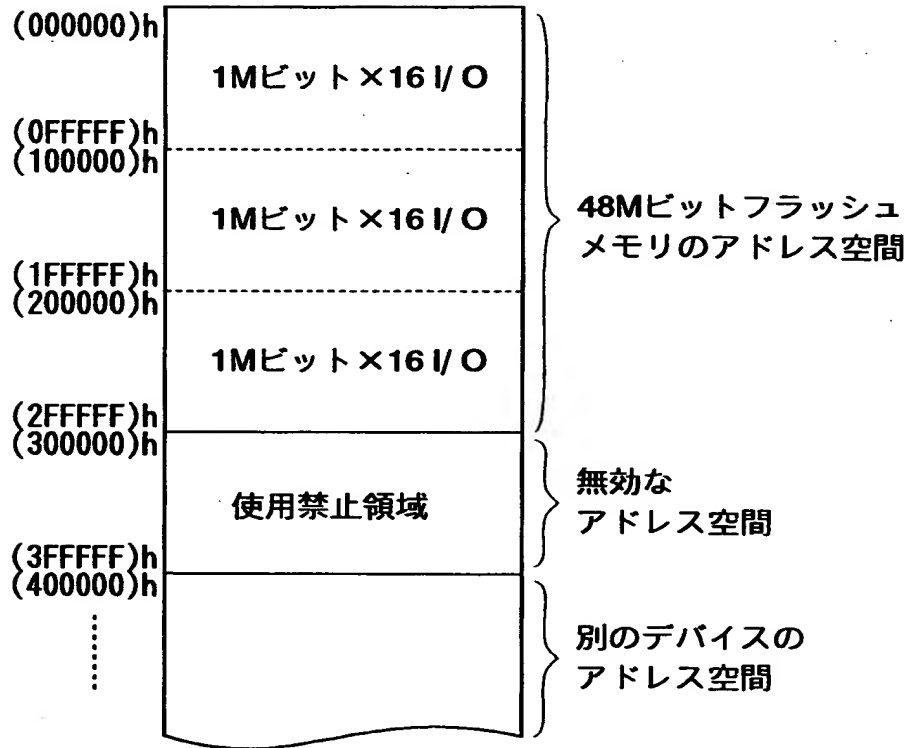 (000000)h
1Mビット×16 I/O
(0FFFFF)h
(100000)h
1Mビット×16 I/O
48Mビットフラッシュ
メモリのアドレス空間
(1FFFFF)h
(200000)h
1Mビット×16 I/O
(2FFFFF)h
(300000)h
使用禁止領域
無効な
アドレス空間
(3FFFFF)h
(400000)h
別のデバイスの
アドレス空間